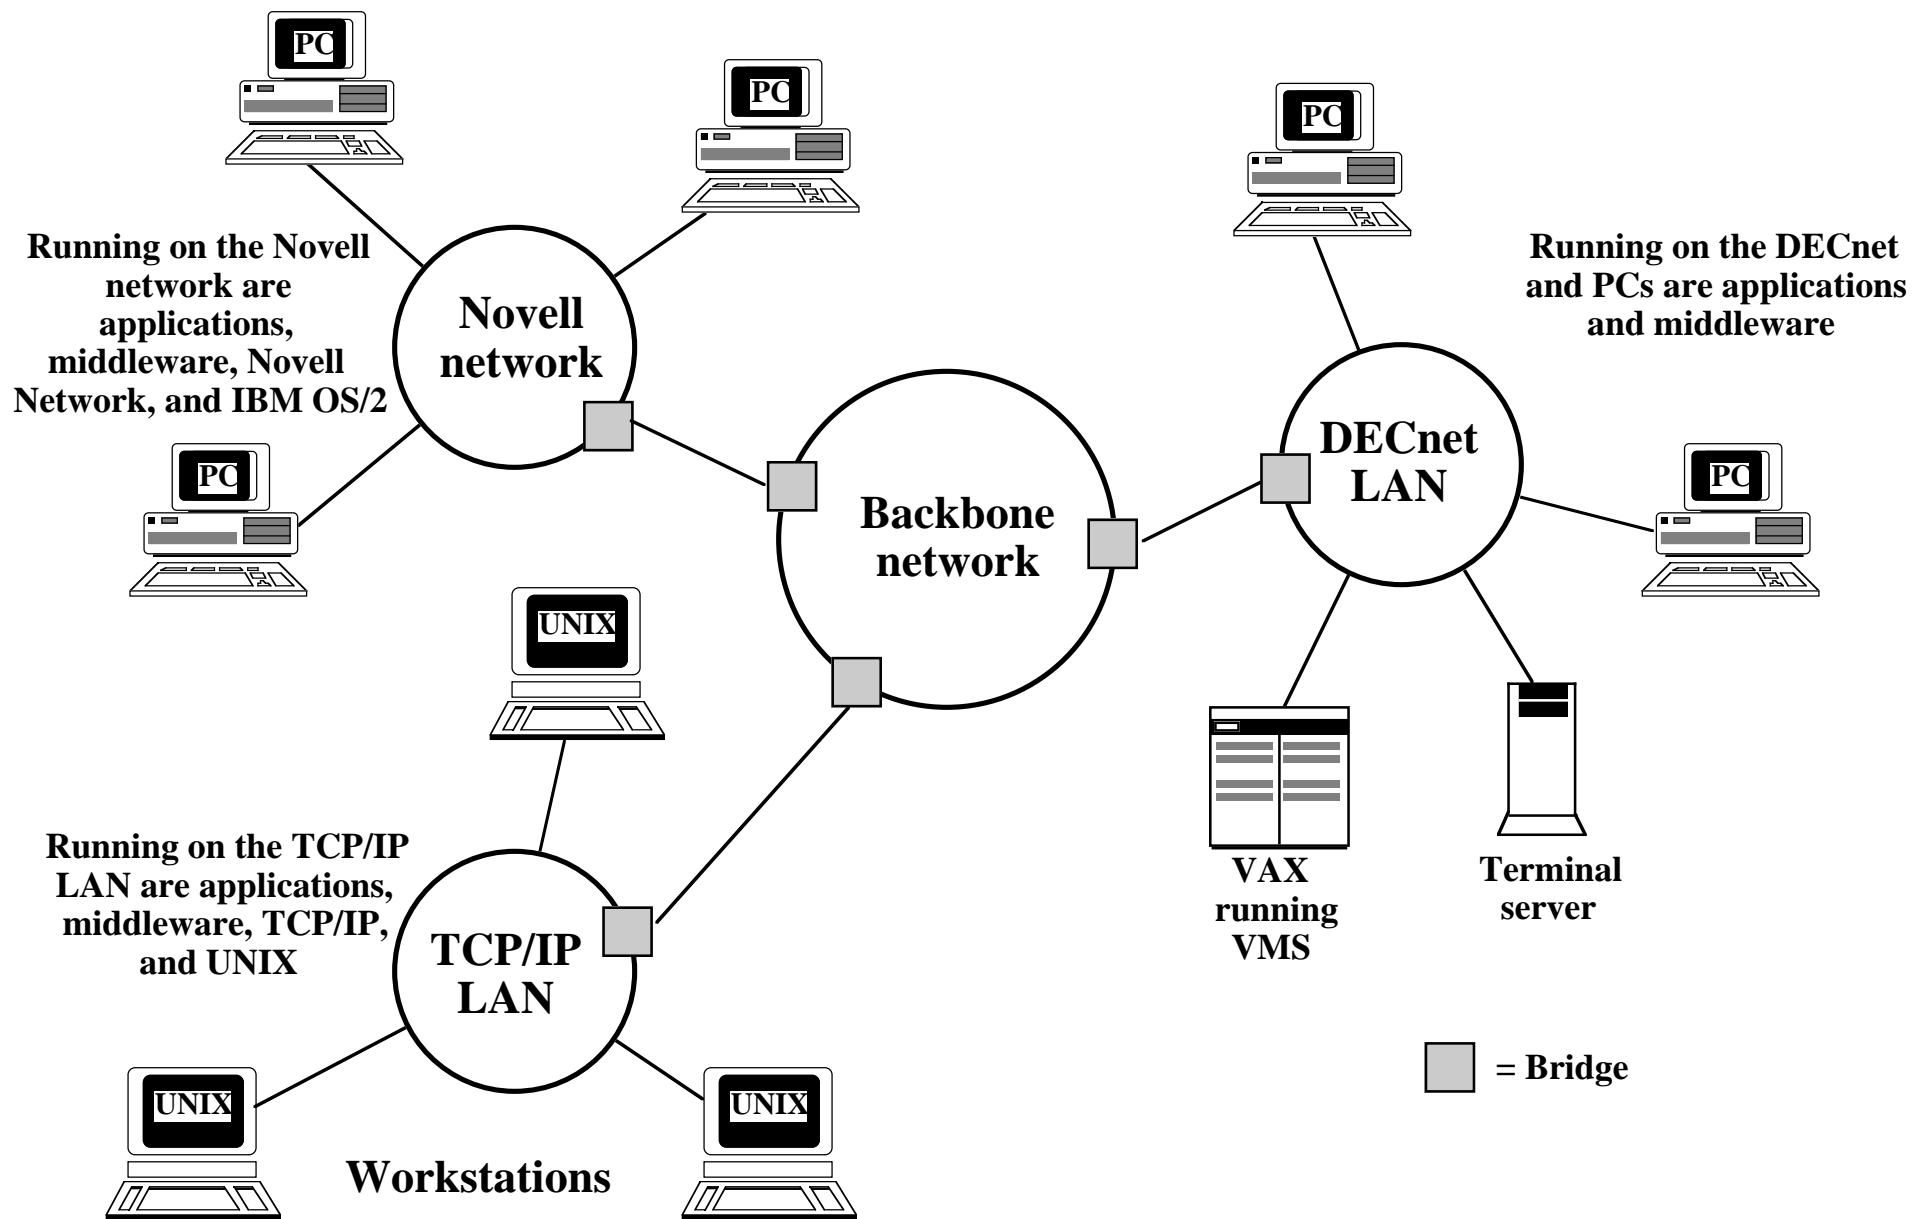 PC
PC
PC
Running on the Novell
network are
applications,
middleware, Novell
Network, and IBM OS/2
Novell
network
Running on the DECnet
and PCs are applications
and middleware
PC
DECnet
LAN
PC
Backbone
network
UNIX
Running on the TCP/IP
LAN are applications,
middleware, TCP/IP,
and UNIX
TCP/IP
LAN
VAX
running
VMS
Terminal
server
= Bridge
UNIX
UNIX
Workstations